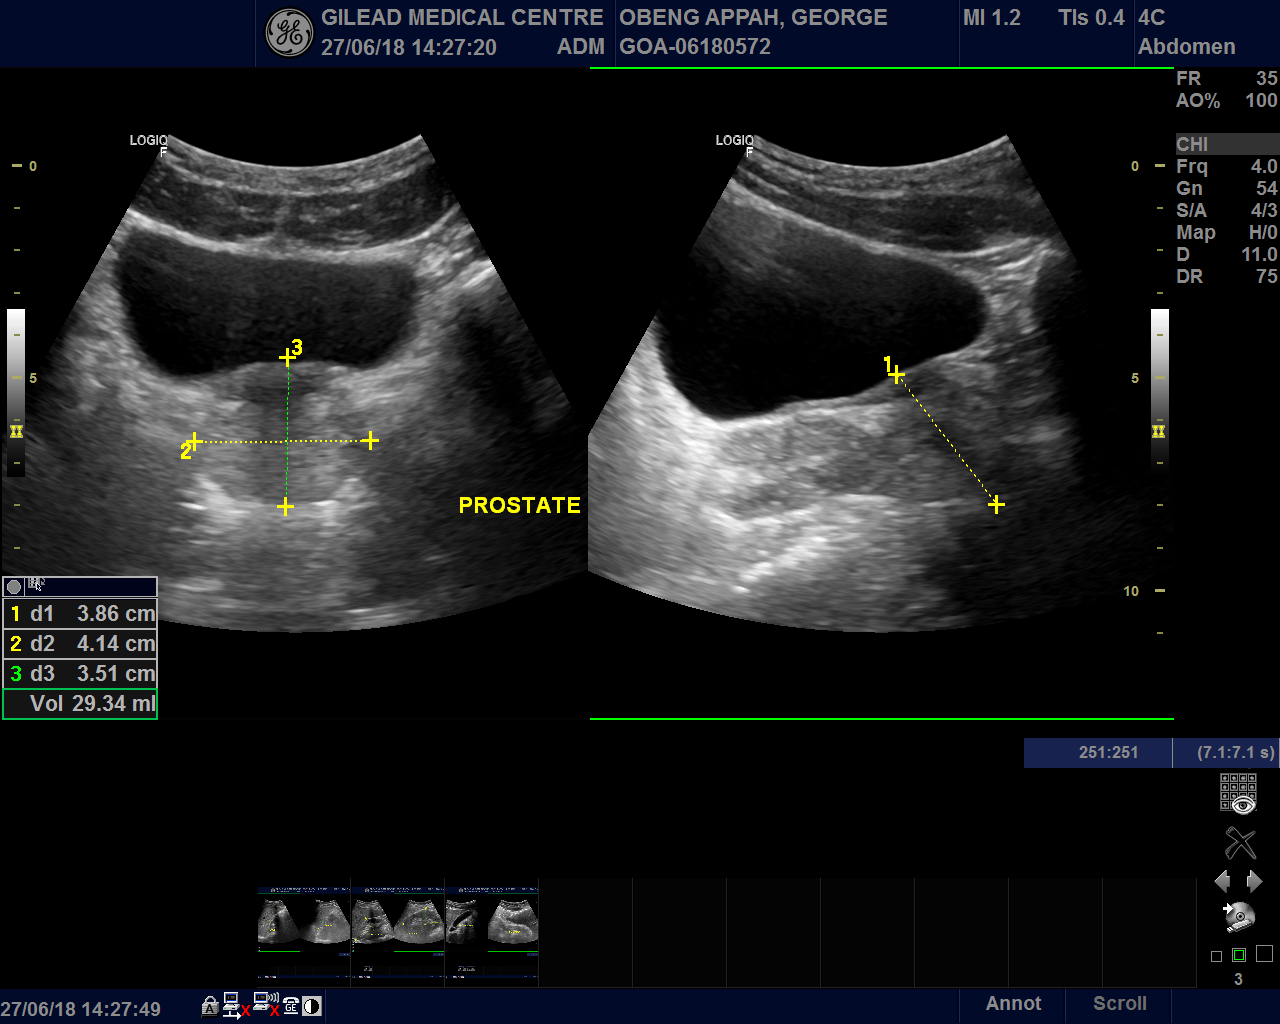 GILEAD MEDICAL CENTRE
27/06/18 14:27:20 ADM
OBENG APPAH, GEORGE
GOA-06180572
MI 1.2 TIs 0.4
4C
Abdomen
FR 35
AO% 100
CHI
Frq 4.0
Gn 54
S/A 4/3
Map H/0
D 11.0
DR 75
LOGIQ
F
LOGIQ
F
0
5
0
5
10
3
2
1
PROSTATE
1 d1 3.86 cm
2 d2 4.14 cm
3 d3 3.51 cm
Vol 29.34 ml
251:251 (7.1:7.1 s)
3
27/06/18 14:27:49
Annot
Scroll